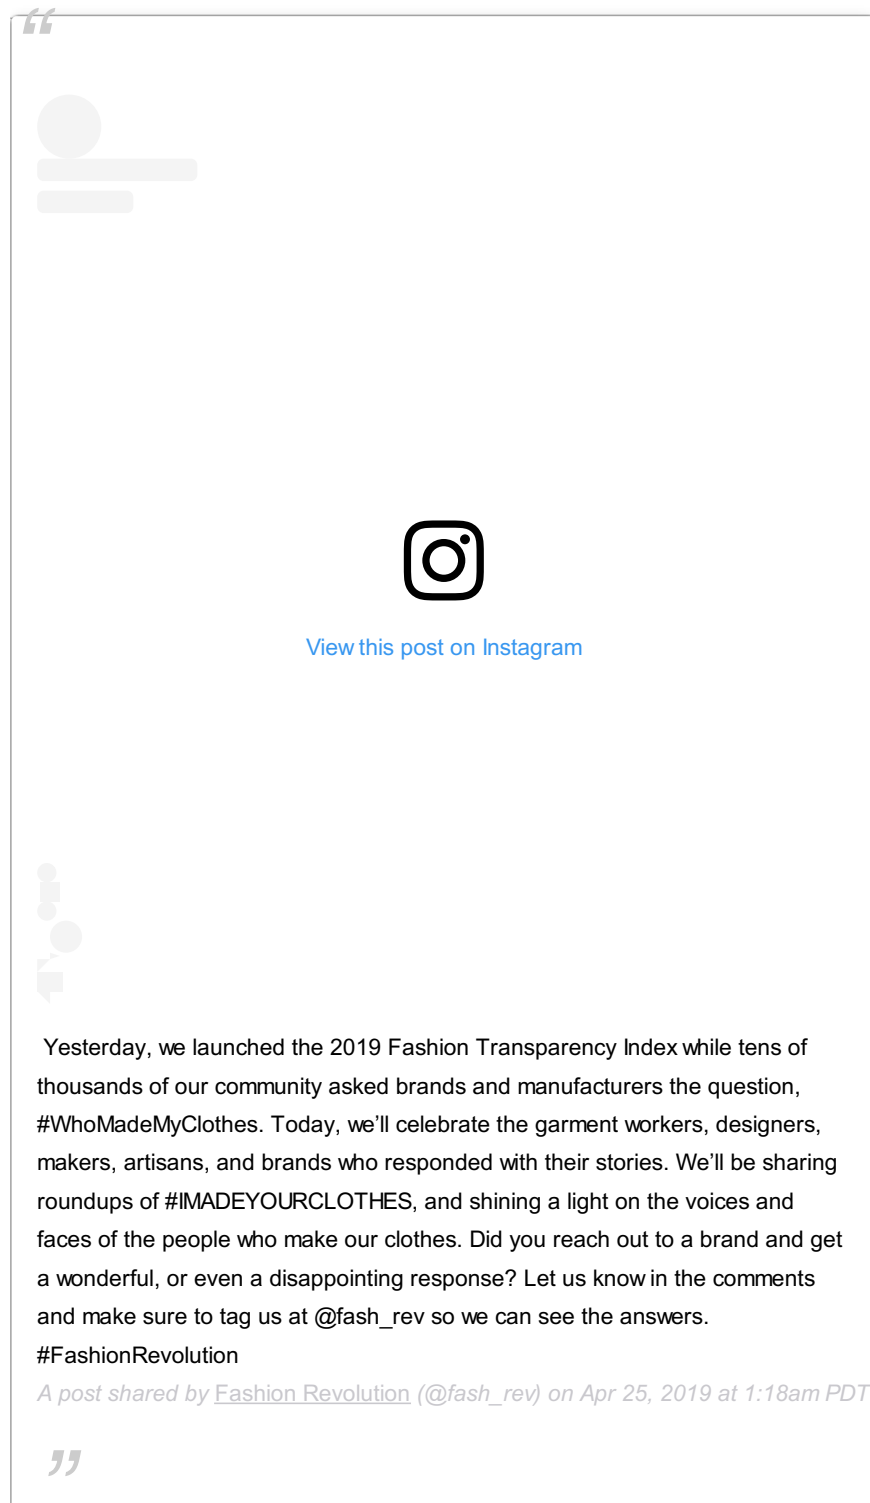 “
View this post on Instagram
Yesterday, we launched the 2019 Fashion Transparency Index while tens of
thousands of our community asked brands and manufacturers the question,
#WhoMadeMyClothes. Today, we’ll celebrate the garment workers, designers,
makers, artisans, and brands who responded with their stories. We’ll be sharing
roundups of #IMADEYOURCLOTHES, and shining a light on the voices and
faces of the people who make our clothes. Did you reach out to a brand and get
a wonderful, or even a disappointing response? Let us know in the comments
and make sure to tag us at @fash_rev so we can see the answers.
#FashionRevolution
A post shared by Fashion Revolution (@fash_rev) on Apr 25, 2019 at 1:18am PDT
”